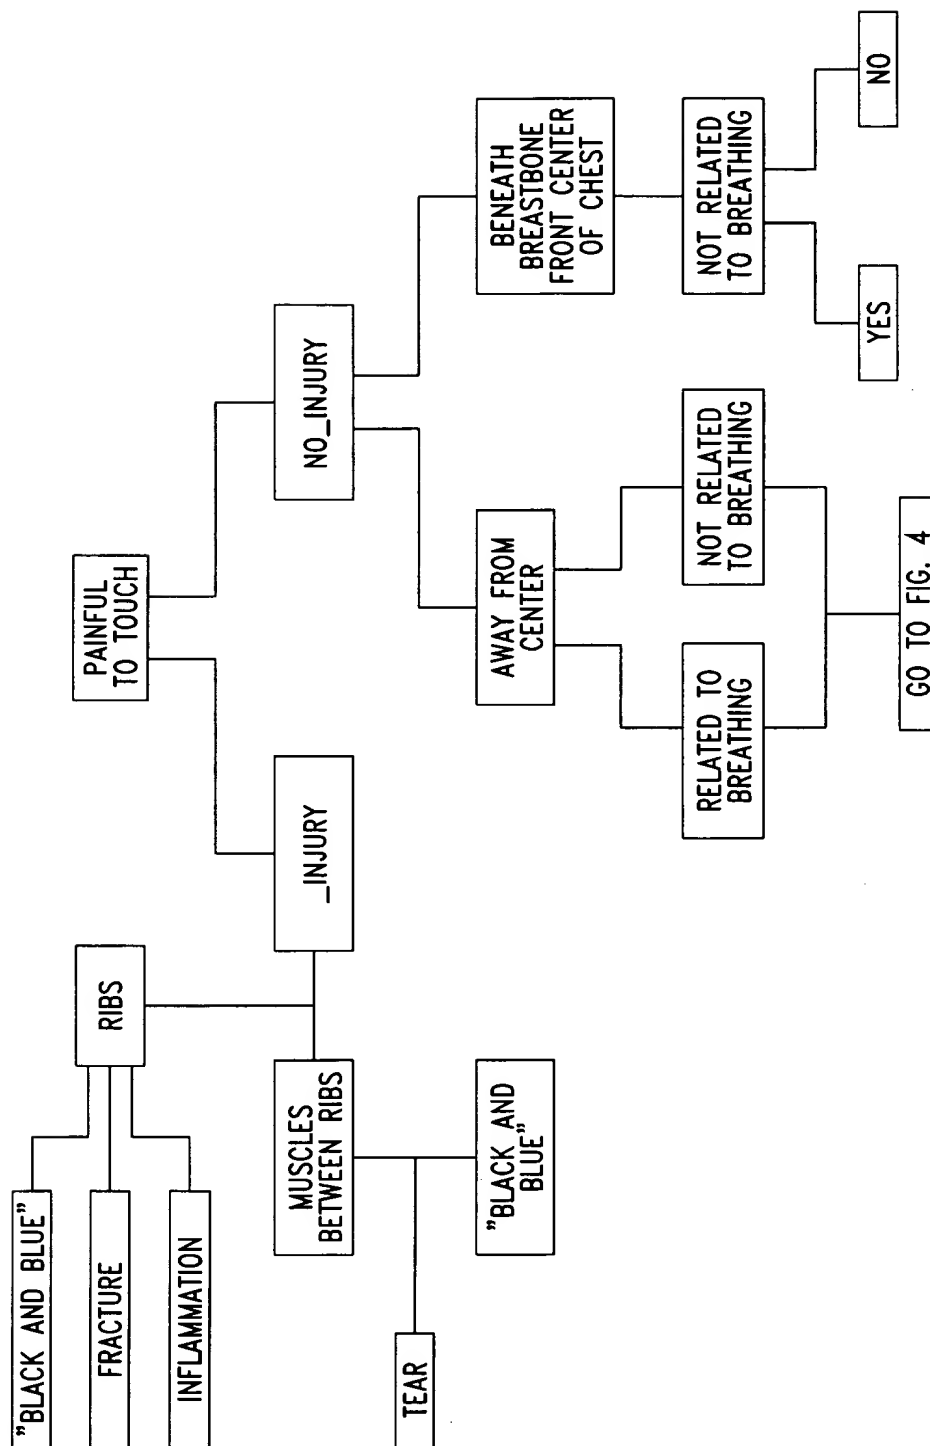 PAINFUL
TO TOUCH
_INJURY
NO_INJURY
RIBS
"BLACK AND BLUE"
FRACTURE
INFLAMMATION
MUSCLES
BETWEEN RIBS
TEAR
"BLACK AND
BLUE"
AWAY FROM
CENTER
BENEATH
BREASTBONE
FRONT CENTER
OF CHEST
RELATED TO
BREATHING
NOT RELATED
TO BREATHING
NOT RELATED
TO BREATHING
YES
NO
GO TO FIG. 4